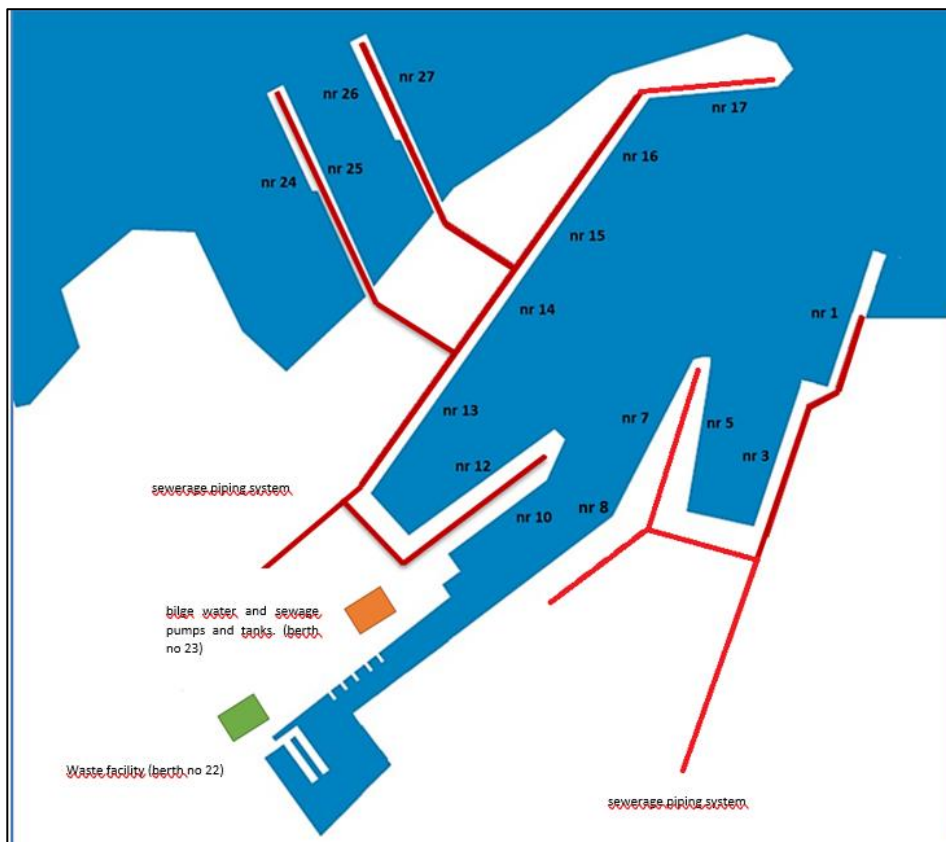 nr 27
nr 26
nr 17
nr 16
nr 25
nr 24
nr 15
nr 14
nr 1
nr 13
nr 7
nr 5
nr 3
nr 12
sewerage piping system
nr 8
nr 10
bilge water and sewage
pumps and tanks. (berth
no 23)
Waste facility (berth no 22)
sewerage piping system